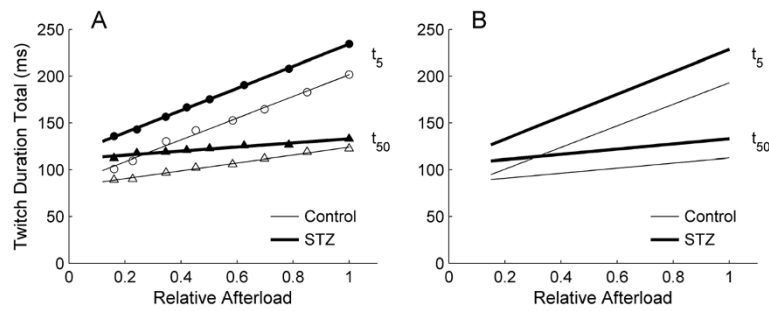 A
B
Twitch Duration Total (ms)
250
200
150
100
50
0
0
0.2
0.4
0.6
0.8
1
Relative Afterload
t5
t50
Control
STZ
250
200
150
100
50
0
0
0.2
0.4
0.6
0.8
1
Relative Afterload
t5
t50
Control
STZ